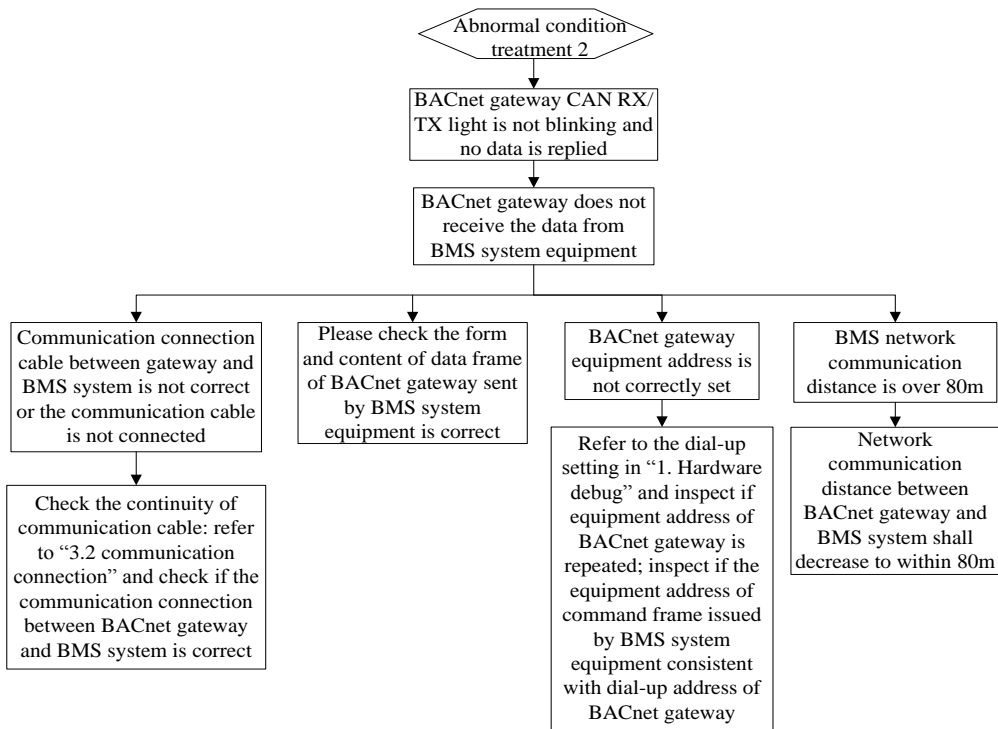 Abnormal condition
treatment 2
BACnet gateway CAN RX/
TX light is not blinking and
no data is replied
BACnet gateway does not
receive the data from
BMS system equipment
Communication connection
cable between gateway and
BMS system is not correct
or the communication cable
is not connected
Please check the form
and content of data frame
of BACnet gateway sent
by BMS system
equipment is correct
BACnet gateway
equipment address is
not correctly set
BMS network
communication
distance is over 80m
Check the continuity of
communication cable: refer
to “3.2 communication
connection” and check if the
communication connection
between BACnet gateway
and BMS system is correct
Refer to the dial-up
setting in “1. Hardware
debug” and inspect if
equipment address of
BACnet gateway is
repeated; inspect if the
equipment address of
command frame issued
by BMS system
equipment consistent
with dial-up address of
BACnet gateway
Network
communication
distance between
BACnet gateway and
BMS system shall
decrease to within 80m